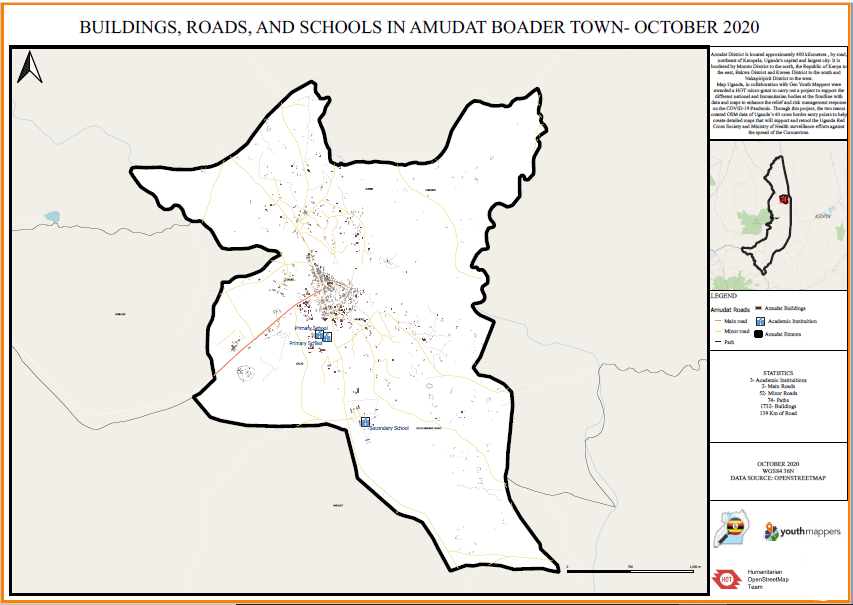 BUILDINGS, ROADS, AND SCHOOLS IN AMUDAT BOADER TOWN- OCTOBER 2020
Amudat District is located approximately 400 kilometres , by road,
northeast of Kampala, Uganda's capital and largest city. It is
bordered by Moroto District to the north, the Republic of Kenya to
the east, Bukwa District and Kween District to the south and
Nakapiripirit District to the west.
Map Uganda, in collaboration with Geo Youth Mappers were
awarded a HOT micro-grant to carry out a project to support the
different national and humanitarian bodies at the frontline with
data and maps to enhance the relief and risk management response
on the COVID-19 Pandemic. Through this project, the two teams
created OSM data of Uganda's 40 cross border entry points to help
create detailed maps that will support and retool the Uganda Red
Cross Society and Ministry of Health surveillance efforts against
the spread of the Coronavirus.
Primary School
Primary School
Secondary School
LEGEND
Amudat Roads
Main road
Minor road
Path
Amudat Buildings
Academic Instituition
Amudat Extents
STATISTICS
3- Academic Instituitions
2- Main Roads
52- Minor Roads
74- Paths
1732- Buildings
139 Km of Road
OCTOBER 2020
WGS84 36N
DATA SOURCE: OPENSTREETMAP
youthmappers
HOT
Humanitarian
OpenStreetMap
Team